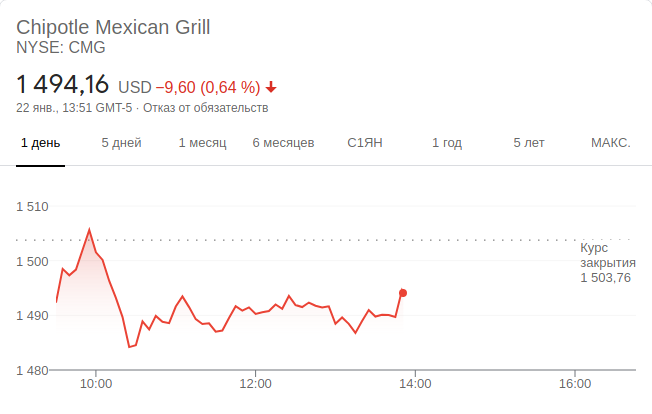 Chipotle Mexican Grill
NYSE: CMG
1 494,16 USD −9,60 (0,64 %)
22 янв., 13:51 GMT-5 · Отказ от обязательств
1 день 5 дней 1 месяц 6 месяцев С1ЯН 1 год 5 лет МАКС.
1 510
Курс
закрытия
1 503,76
1 500
1 490
1 480
10:00 12:00 14:00 16:00